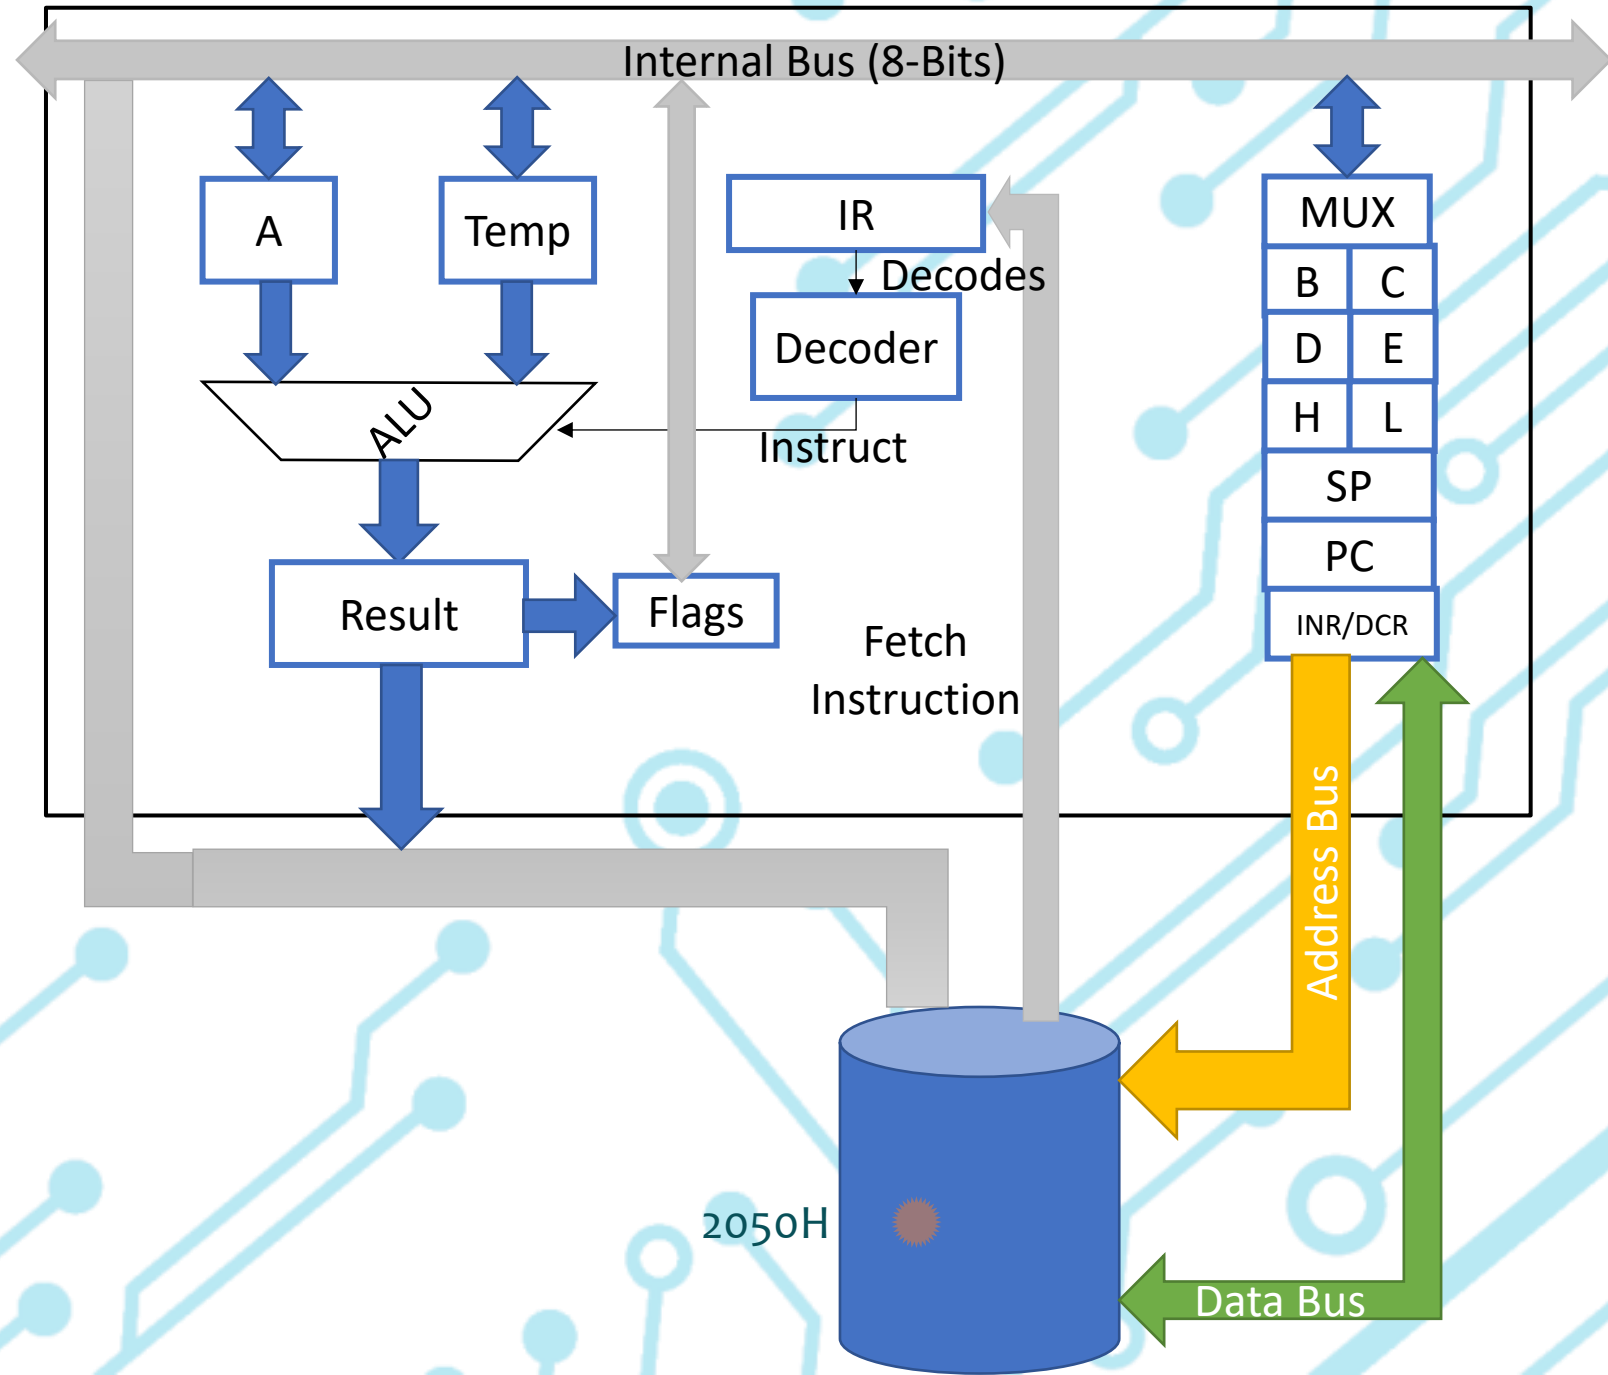 Internal Bus (8-Bits)
A
Temp
IR
MUX
Decodes
B
C
Decoder
D
E
ALU
H
L
Instruct
SP
PC
Result
Flags
INR/DCR
Fetch
Instruction
Address Bus
2050H
Data Bus